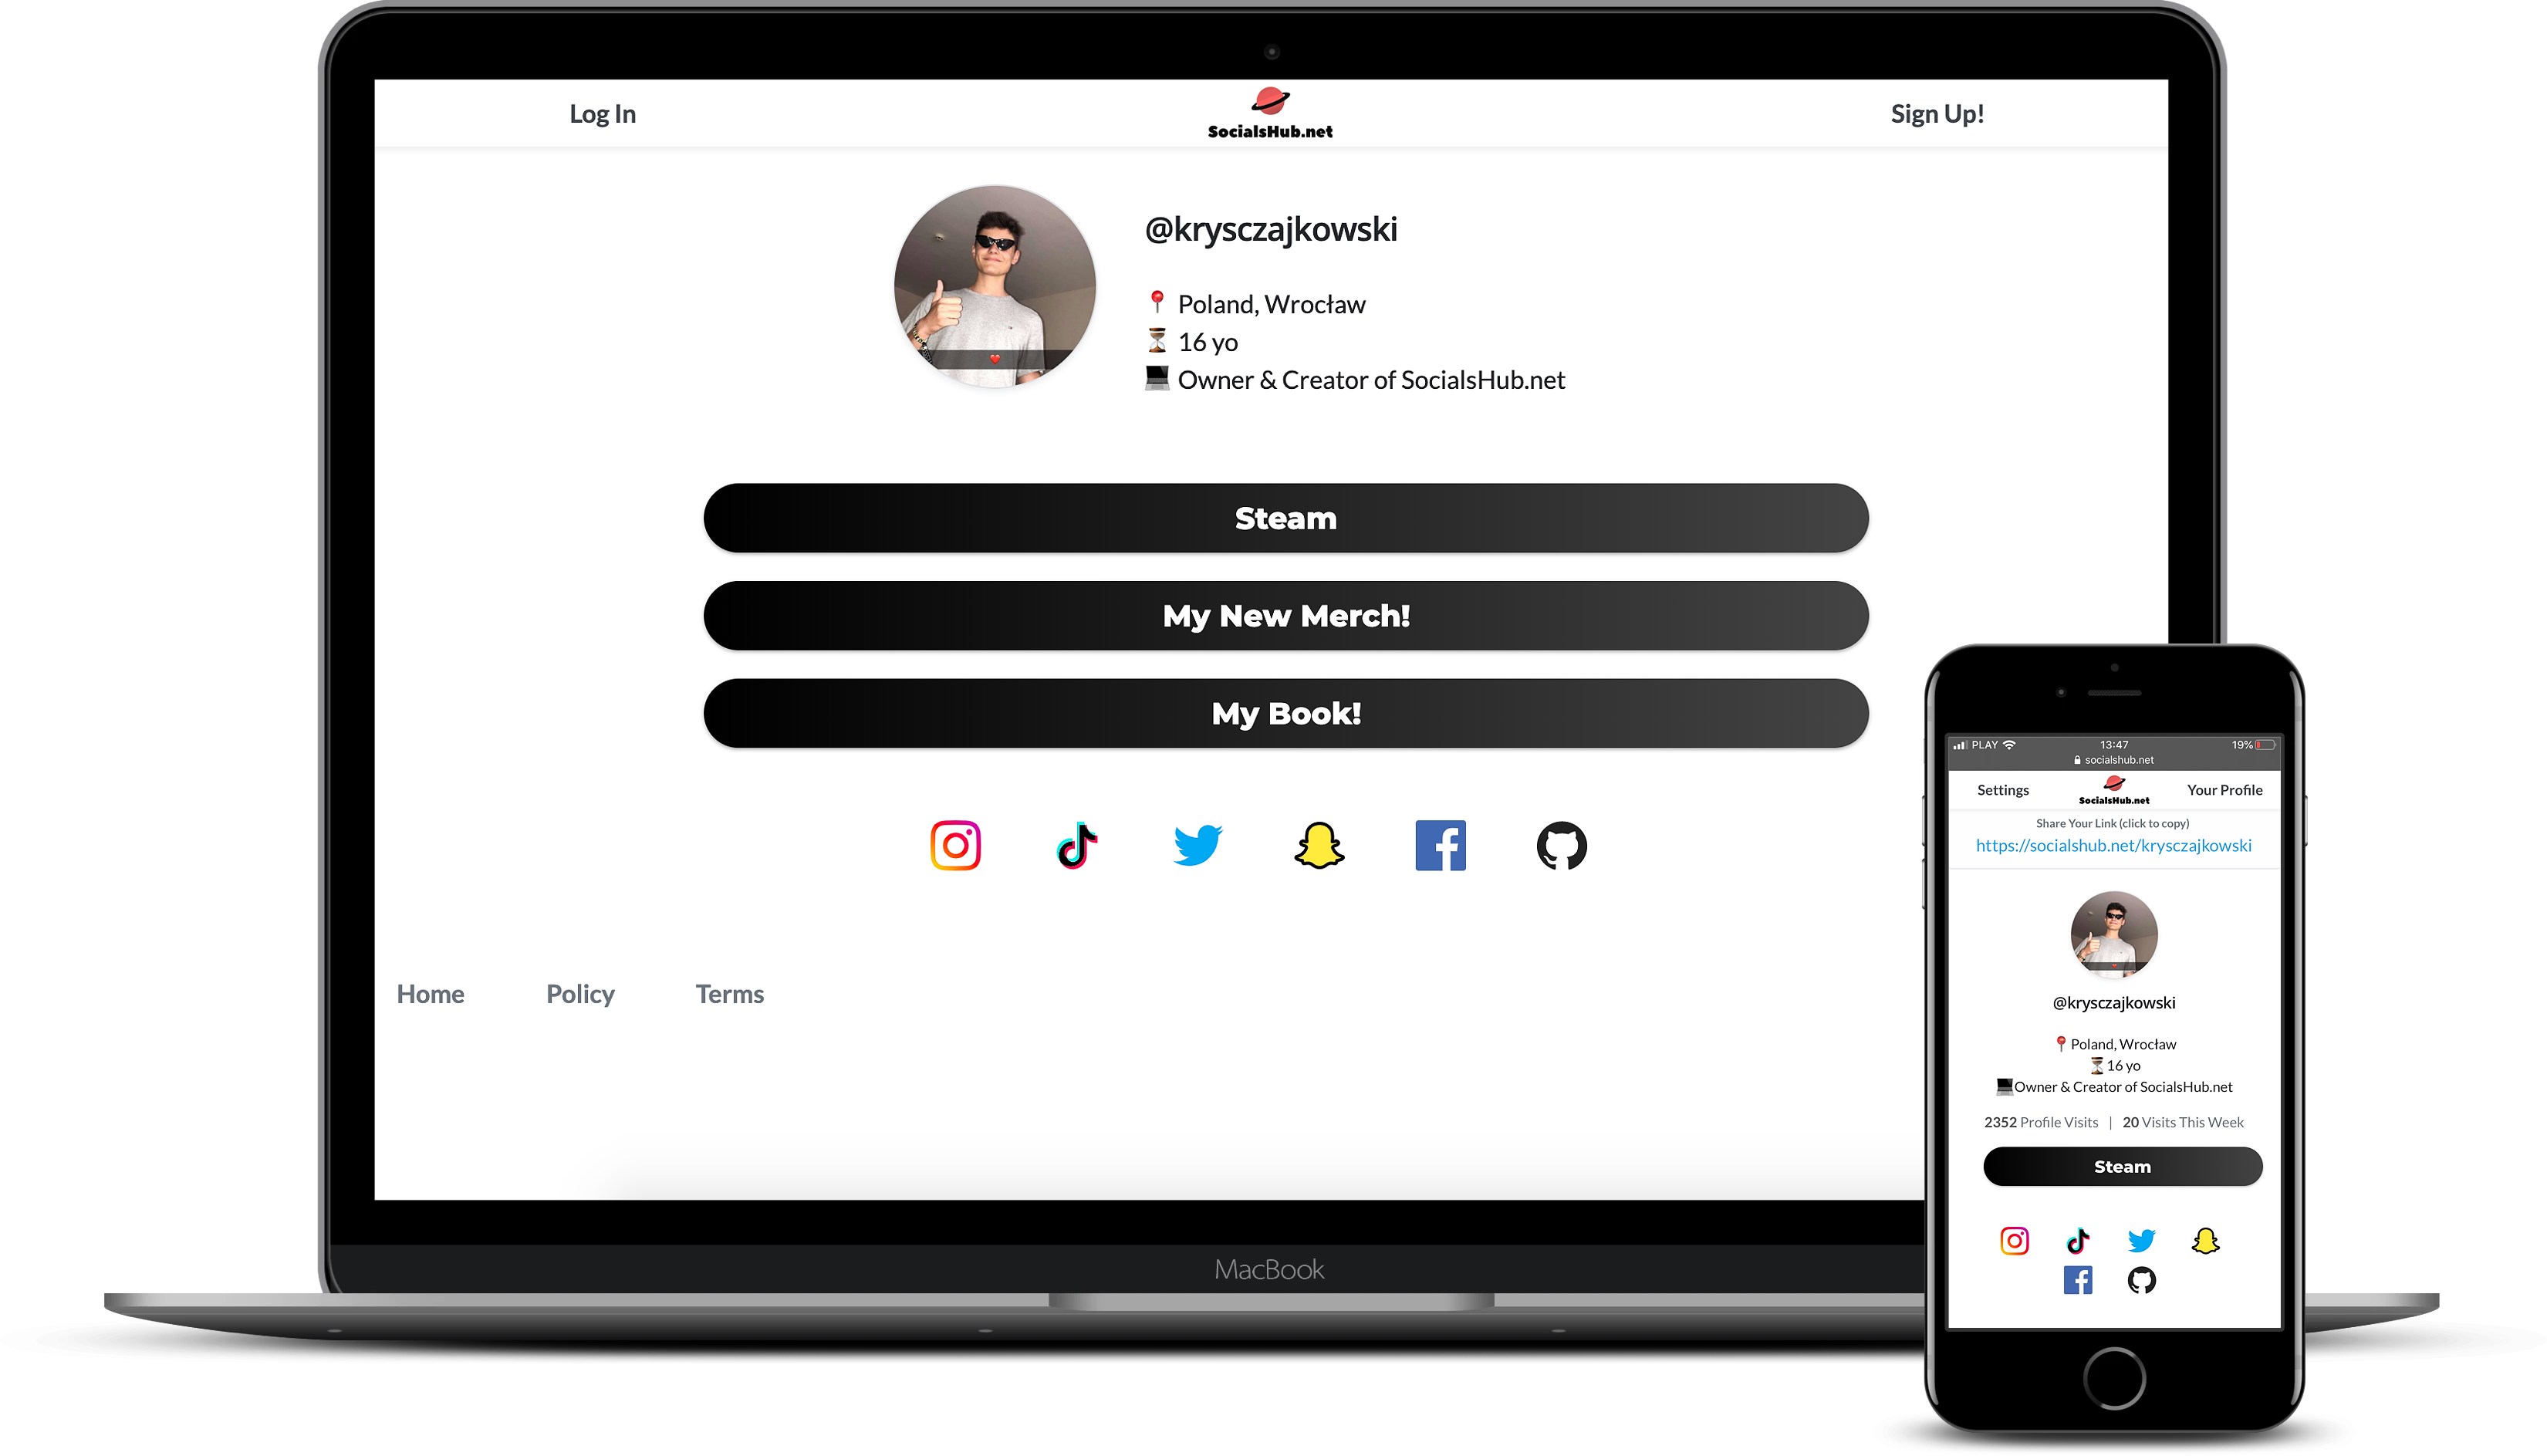 Log In
SocialsHub.net
Sign Up!
@krysczajkowski
📍 Poland, Wrocław
⏳ 16 yo
💻 Owner & Creator of SocialsHub.net
Steam
My New Merch!
My Book!
Home
Policy
Terms
MacBook
PLAY
13:47
19%
socialshub.net
Settings
SocialsHub.net
Your Profile
Share Your Link (click to copy)
https://socialshub.net/krysczajkowski
@krysczajkowski
📍Poland, Wrocław
⏳16 yo
💻Owner & Creator of SocialsHub.net
2352 Profile Visits | 20 Visits This Week
Steam